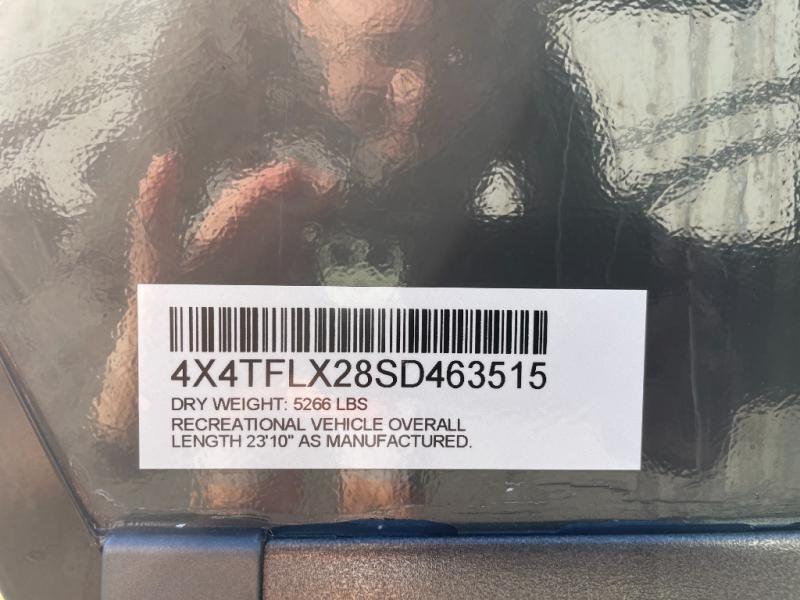 4X4TFLX28SD463515
DRY WEIGHT: 5266 LBS
RECREATIONAL VEHICLE OVERALL
LENGTH 23'10" AS MANUFACTURED.